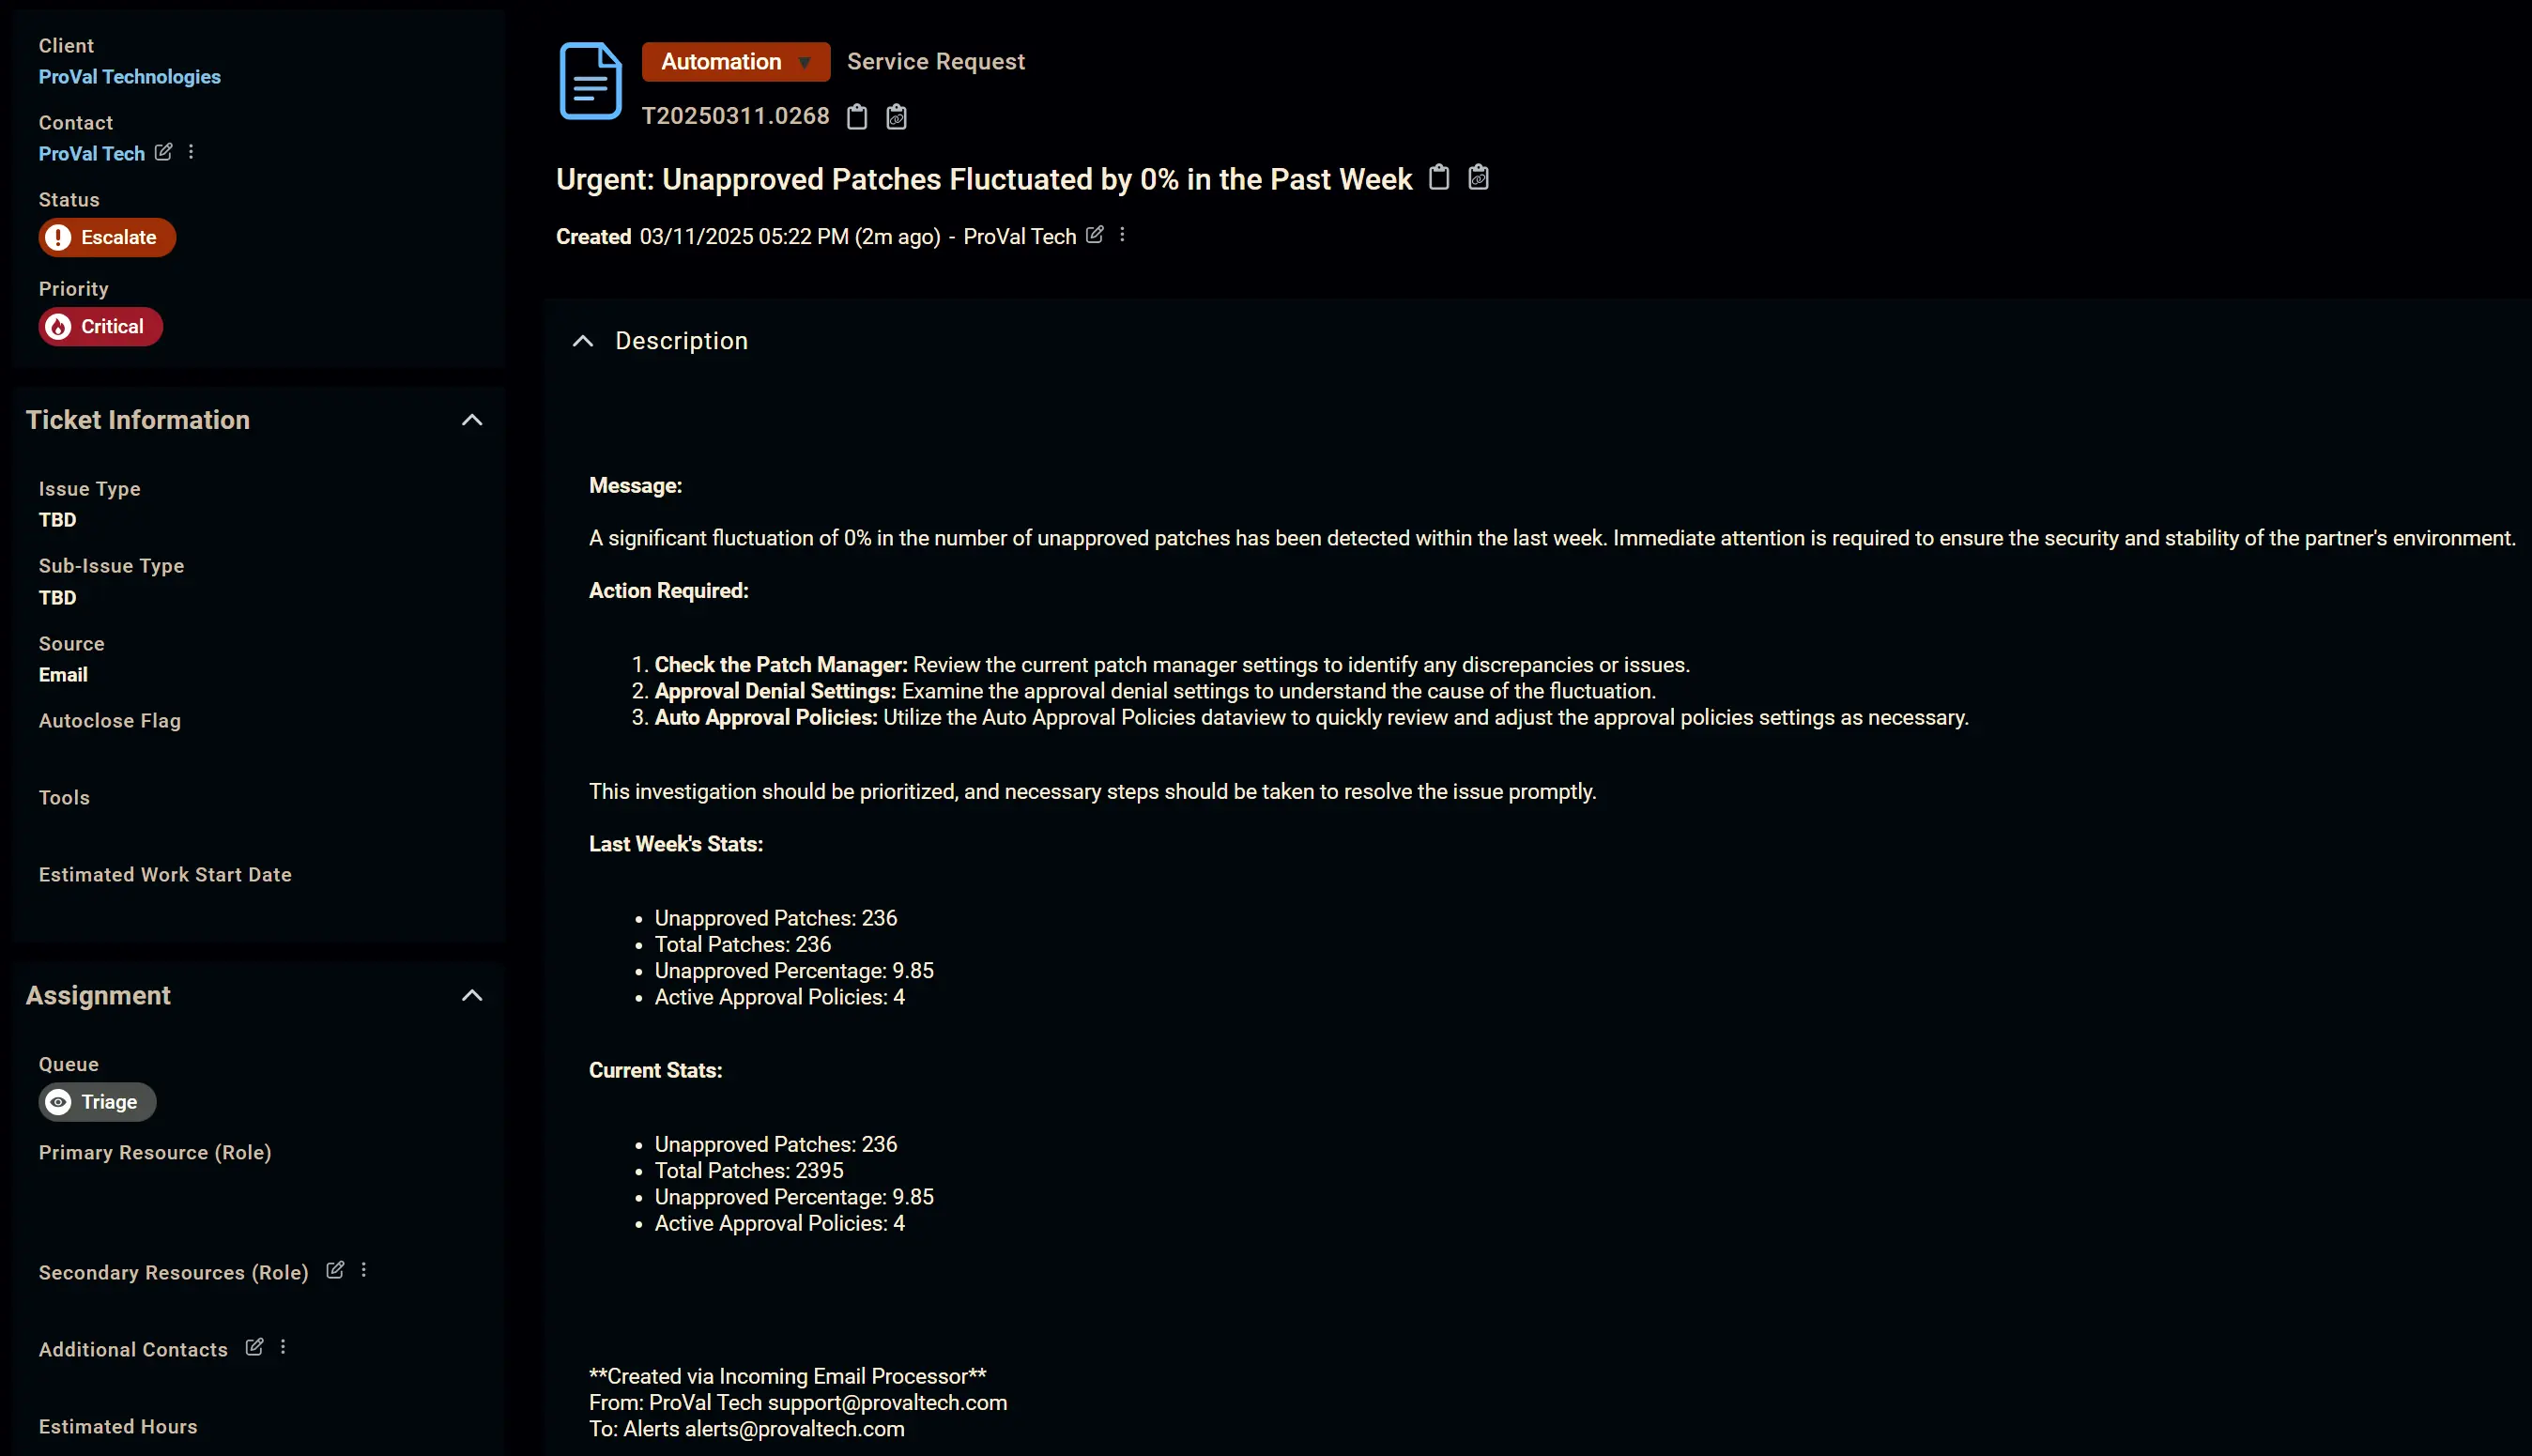 Client
ProVal Technologies
Contact
ProVal Tech
Status
Escalate
Priority
Critical
Ticket Information
Issue Type
TBD
Sub-Issue Type
TBD
Source
Email
Autoclose Flag
Tools
Estimated Work Start Date
Assignment
Queue
Triage
Primary Resource (Role)
Secondary Resources (Role)
Additional Contacts
Estimated Hours
Automation Service Request
T20250311.0268
Urgent: Unapproved Patches Fluctuated by 0% in the Past Week
Created 03/11/2025 05:22 PM (2m ago) - ProVal Tech
Description
Message:
A significant fluctuation of 0% in the number of unapproved patches has been detected within the last week. Immediate attention is required to ensure the security and stability of the partner's environment.
Action Required:
1. Check the Patch Manager: Review the current patch manager settings to identify any discrepancies or issues.
2. Approval Denial Settings: Examine the approval denial settings to understand the cause of the fluctuation.
3. Auto Approval Policies: Utilize the Auto Approval Policies dataview to quickly review and adjust the approval policies settings as necessary.
This investigation should be prioritized, and necessary steps should be taken to resolve the issue promptly.
Last Week's Stats:
• Unapproved Patches: 236
• Total Patches: 236
• Unapproved Percentage: 9.85
• Active Approval Policies: 4
Current Stats:
• Unapproved Patches: 236
• Total Patches: 2395
• Unapproved Percentage: 9.85
• Active Approval Policies: 4
**Created via Incoming Email Processor**
From: ProVal Tech support@provaltech.com
To: Alerts alerts@provaltech.com